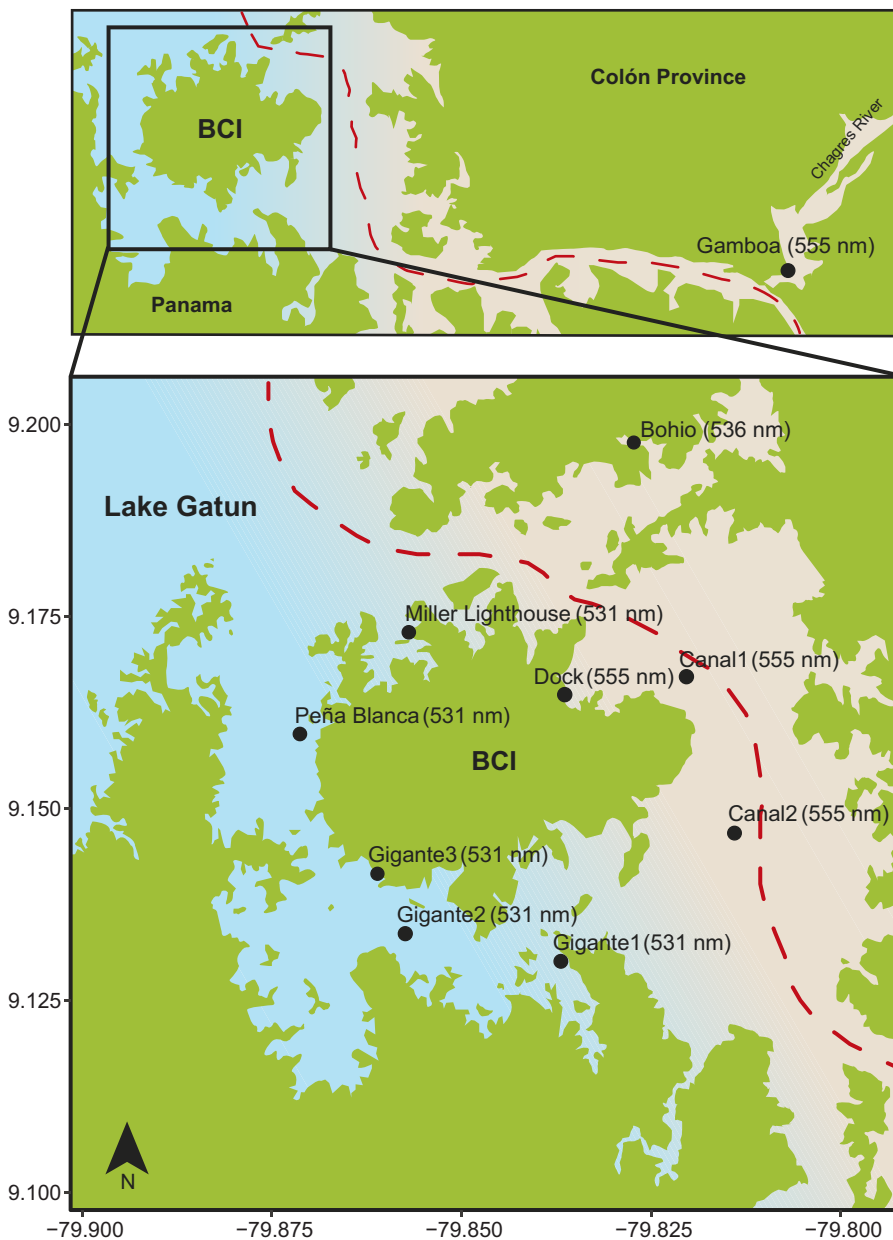 Colón Province
BCI
Chagres River
Gamboa (555 nm)
Panama
9.200
Bohio (536 nm)
Lake Gatun
9.175
Miller Lighthouse (531 nm)
Canal1 (555 nm)
Dock (555 nm)
Peña Blanca (531 nm)
BCI
9.150
Canal2 (555 nm)
Gigante3 (531 nm)
Gigante2 (531 nm)
Gigante1 (531 nm)
9.125
N
9.100
−79.900 −79.875 −79.850 −79.825 −79.800